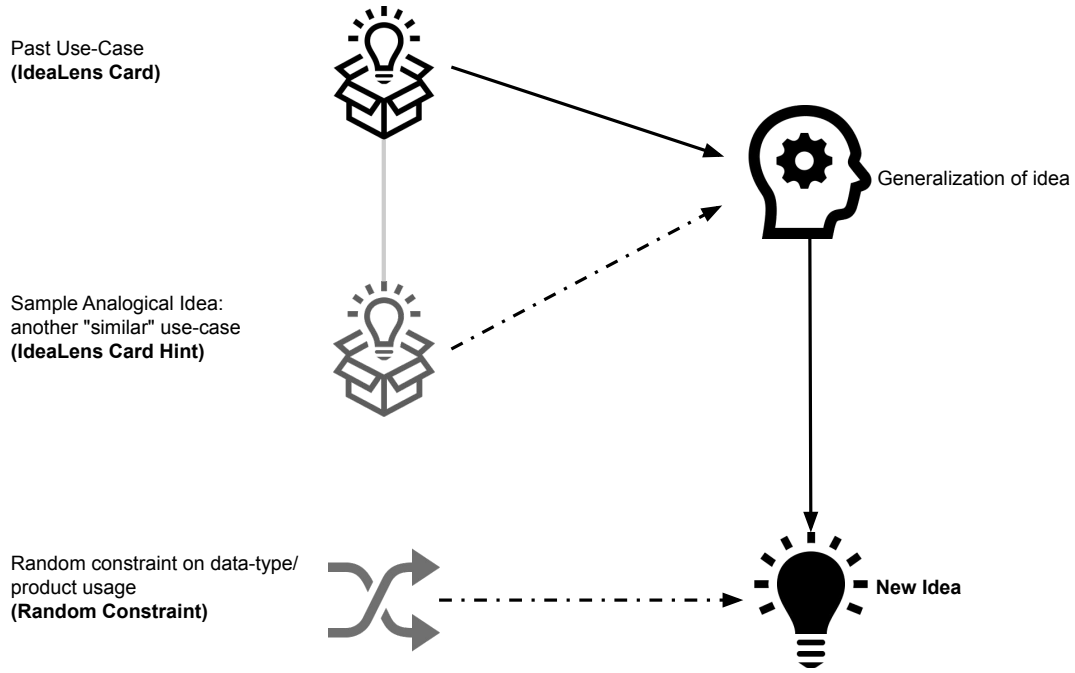 Past Use-Case
(IdeaLens Card)
Generalization of idea
Sample Analogical Idea:
another "similar" use-case
(IdeaLens Card Hint)
Random constraint on data-type/
product usage
(Random Constraint)
New Idea